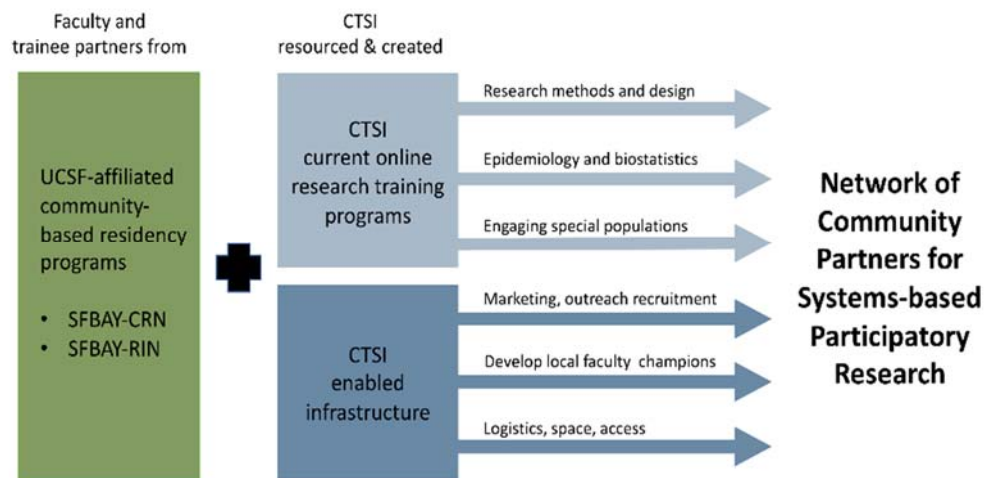 Faculty and
trainee partners from
CTSI
resourced & created
UCSF-affiliated
community-
based residency
programs
• SFBAY-CRN
• SFBAY-RIN
CTSI
current online
research training
programs
Research methods and design
Epidemiology and biostatistics
Engaging special populations
CTSI
enabled
infrastructure
Marketing, outreach recruitment
Develop local faculty champions
Logistics, space, access
Network of
Community
Partners for
Systems-based
Participatory
Research